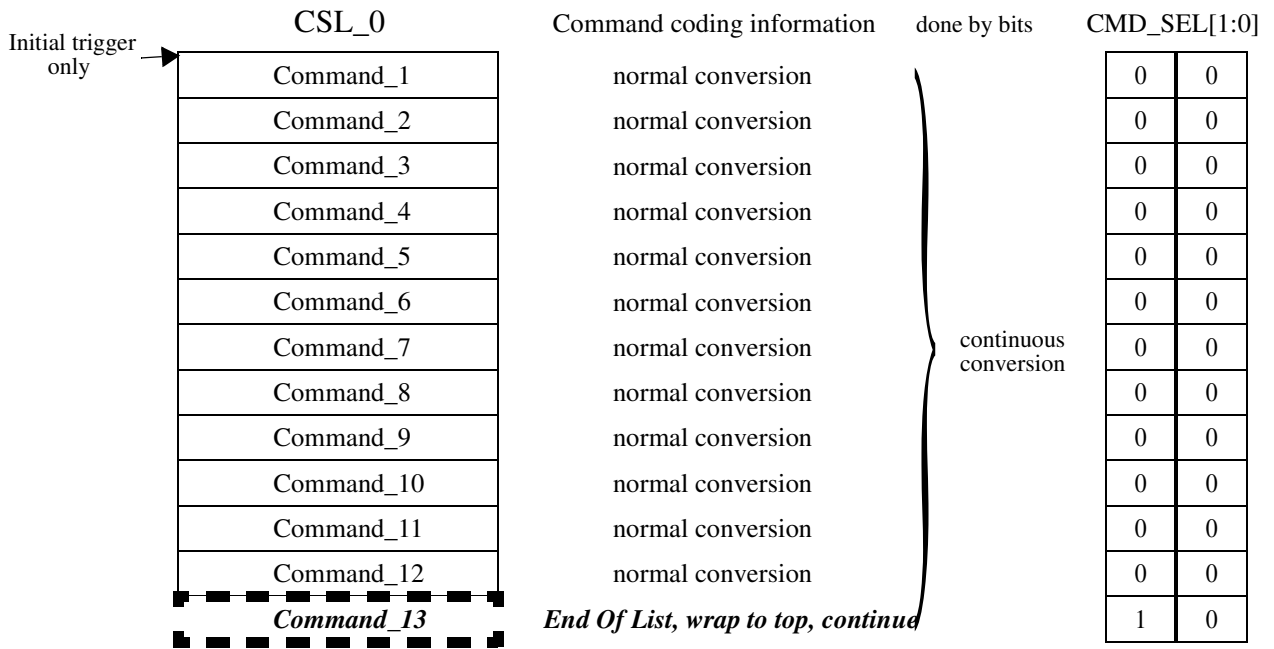 CSL_0 Command coding information done by bits CMD_SEL[1:0]
Initial trigger
only
Command_1 normal conversion 0 0
Command_2 normal conversion 0 0
Command_3 normal conversion 0 0
Command_4 normal conversion 0 0
Command_5 normal conversion 0 0
Command_6 normal conversion 0 0
Command_7 normal conversion 0 0
continuous
conversion
Command_8 normal conversion 0 0
Command_9 normal conversion 0 0
Command_10 normal conversion 0 0
Command_11 normal conversion 0 0
Command_12 normal conversion 0 0
Command_13 End Of List, wrap to top, continue 1 0